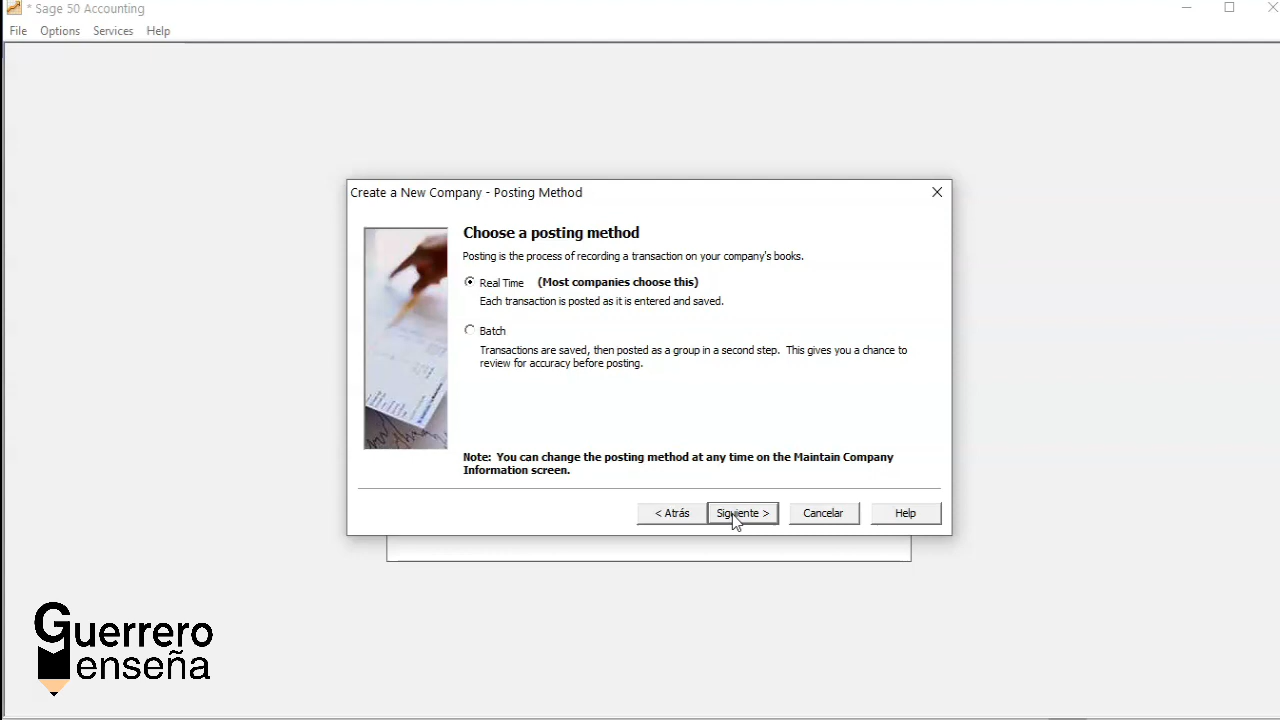 * Sage 50 Accounting
File Options Services Help
Create a New Company - Posting Method
Choose a posting method
Posting is the process of recording a transaction on your company's books.
Real Time (Most companies choose this)
Each transaction is posted as it is entered and saved.
Batch
Transactions are saved, then posted as a group in a second step. This gives you a chance to
review for accuracy before posting.
Note: You can change the posting method at any time on the Maintain Company
Information screen.
< Atrás Siguiente > Cancelar Help
Guerrero
enseña